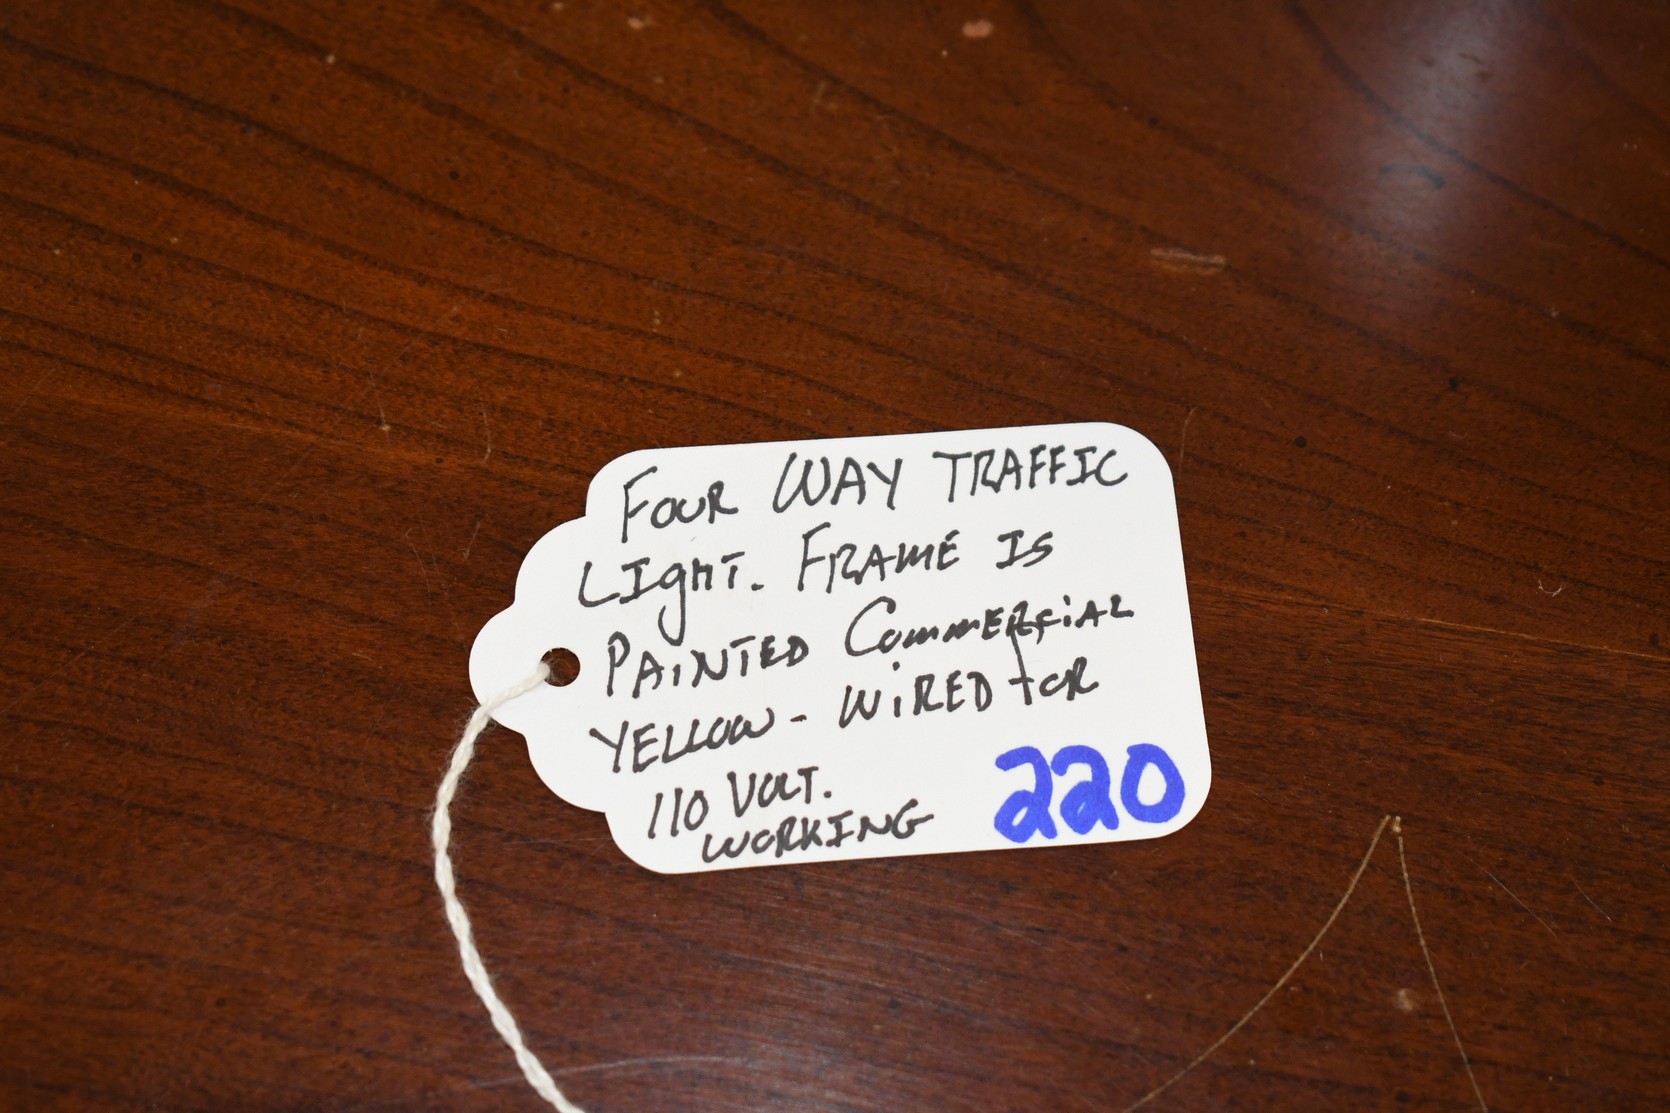 FOUR WAY TRAFFIC
LIGHT. FRAME IS
PAINTED COMMERCIAL
YELLOW - WIRED FOR
110 VOLT.
WORKING
220